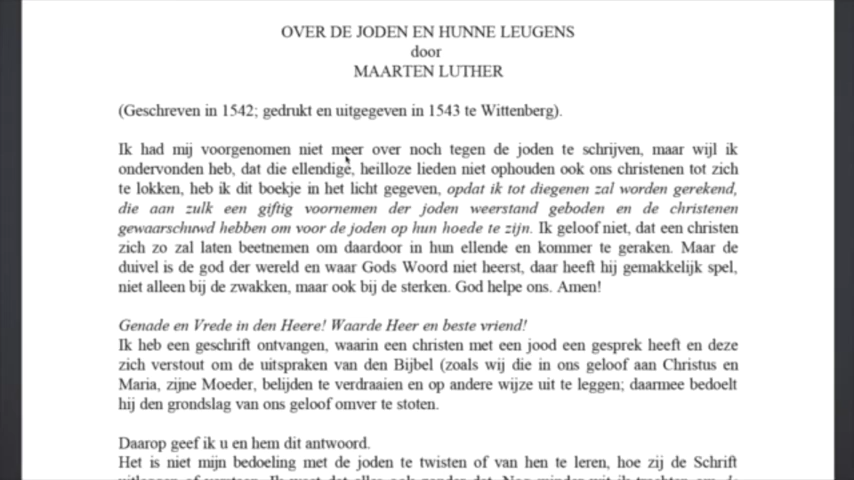 OVER DE JODEN EN HUNNE LEUGENS
door
MAARTEN LUTHER
(Geschreven in 1542; gedrukt en uitgegeven in 1543 te Wittenberg).
Ik had mij voorgenomen niet meer over noch tegen de joden te schrijven, maar wijl ik
ondervonden heb, dat die ellendige, heilloze lieden niet ophouden ook ons christenen tot zich
te lokken, heb ik dit boekje in het licht gegeven, opdat ik tot diegenen zal worden gerekend,
die aan zulk een giftig voornemen der joden weerstand geboden en de christenen
gewaarschuwd hebben om voor de joden op hun hoede te zijn. Ik geloof niet, dat een christen
zich zo zal laten beetnemen om daardoor in hun ellende en kommer te geraken. Maar de
duivel is de god der wereld en waar Gods Woord niet heerst, daar heeft hij gemakkelijk spel,
niet alleen bij de zwakken, maar ook bij de sterken. God helpe ons. Amen!
Genade en Vrede in den Heere! Waarde Heer en beste vriend!
Ik heb een geschrift ontvangen, waarin een christen met een jood een gesprek heeft en deze
zich verstout om de uitspraken van den Bijbel (zoals wij die in ons geloof aan Christus en
Maria, zijne Moeder, belijden te verdraaien en op andere wijze uit te leggen; daarmee bedoelt
hij den grondslag van ons geloof omver te stoten.
Daarop geef ik u en hem dit antwoord.
Het is niet mijn bedoeling met de joden te twisten of van hen te leren, hoe zij de Schrift